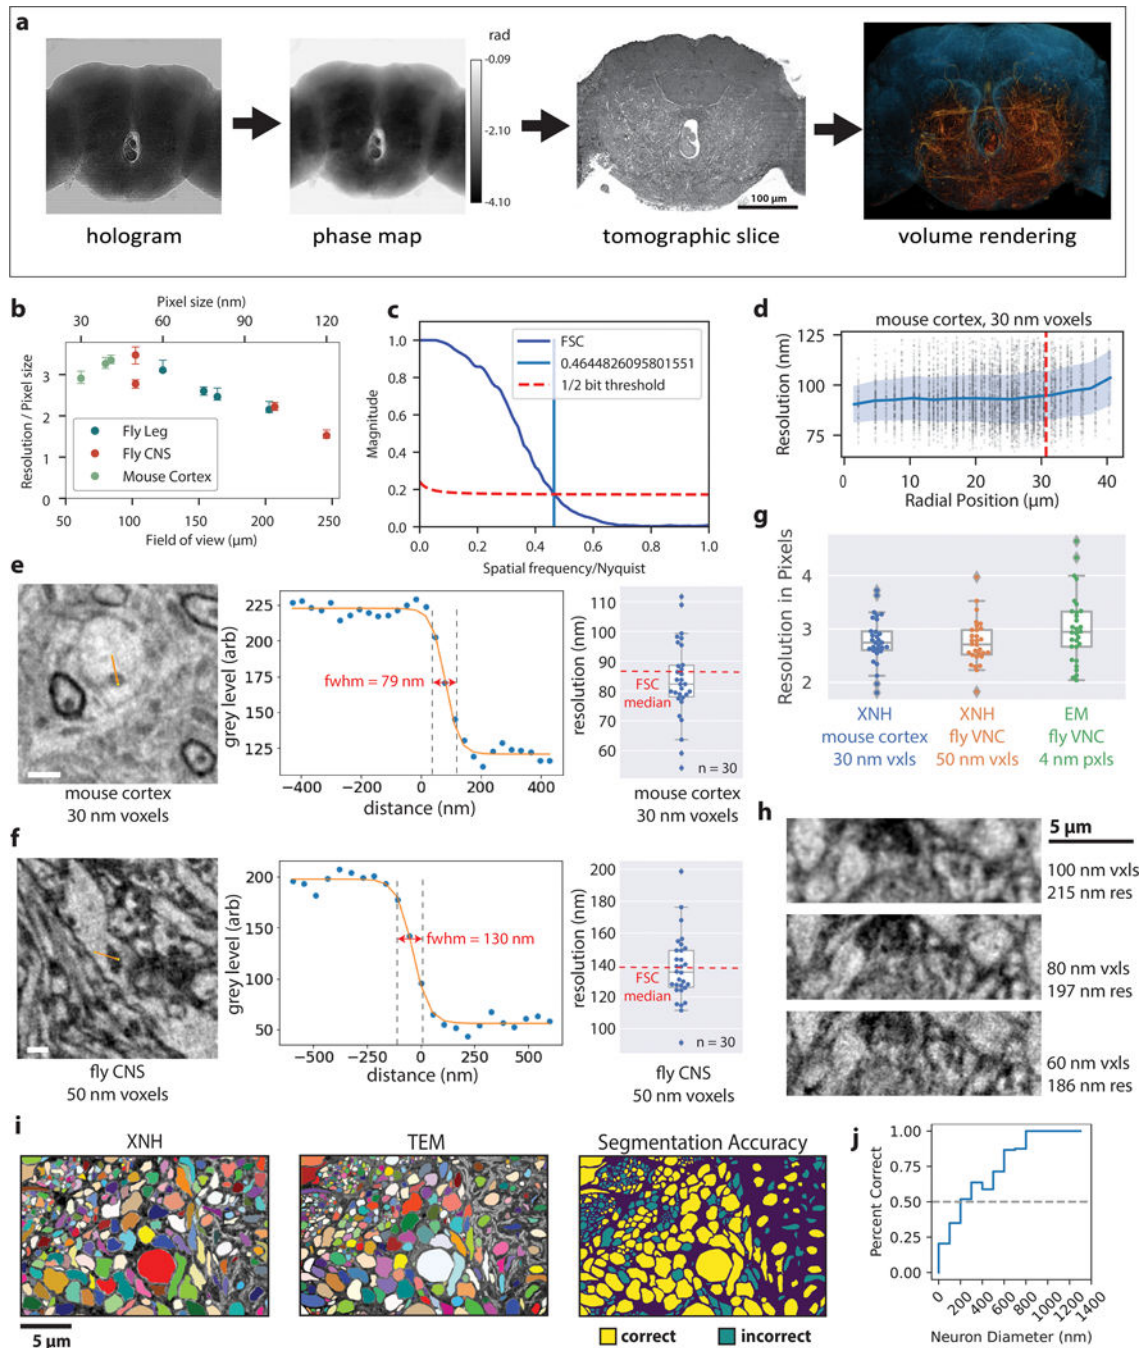 a
rad
-0.09
-2.10
-4.10
100 µm
hologram
phase map
tomographic slice
volume rendering
b
Pixel size (nm)
30 60 90 120
Resolution / Pixel size
3
2
1
0
Fly Leg
Fly CNS
Mouse Cortex
50 100 150 200 250
Field of view (µm)
c
Magnitude
1.0
0.8
0.6
0.4
0.2
0.0
FSC
0.4644826095801551
1/2 bit threshold
0.0 0.2 0.4 0.6 0.8 1.0
Spatial frequency/Nyquist
d
mouse cortex, 30 nm voxels
Resolution (nm)
125
100
75
0 5 10 15 20 25 30 35 40
Radial Position (µm)
e
mouse cortex
30 nm voxels
grey level (arb)
225
200
175
150
125
fwhm = 79 nm
−400 −200 0 200 400
distance (nm)
resolution (nm)
110
100
90
80
70
60
FSC
median
n = 30
mouse cortex
30 nm voxels
f
fly CNS
50 nm voxels
grey level (arb)
200
150
100
50
fwhm = 130 nm
−500 −250 0 250 500
distance (nm)
resolution (nm)
200
180
160
140
120
100
FSC
median
n = 30
fly CNS
50 nm voxels
g
Resolution in Pixels
4
3
2
XNH
mouse cortex
30 nm vxls
XNH
fly VNC
50 nm vxls
EM
fly VNC
4 nm pxls
h
5 µm
100 nm vxls
215 nm res
80 nm vxls
197 nm res
60 nm vxls
186 nm res
i
XNH
TEM
Segmentation Accuracy
5 µm
correct
incorrect
j
Percent Correct
1.00
0.75
0.50
0.25
0.00
0 200 400 600 800 1000 1200 1400
Neuron Diameter (nm)